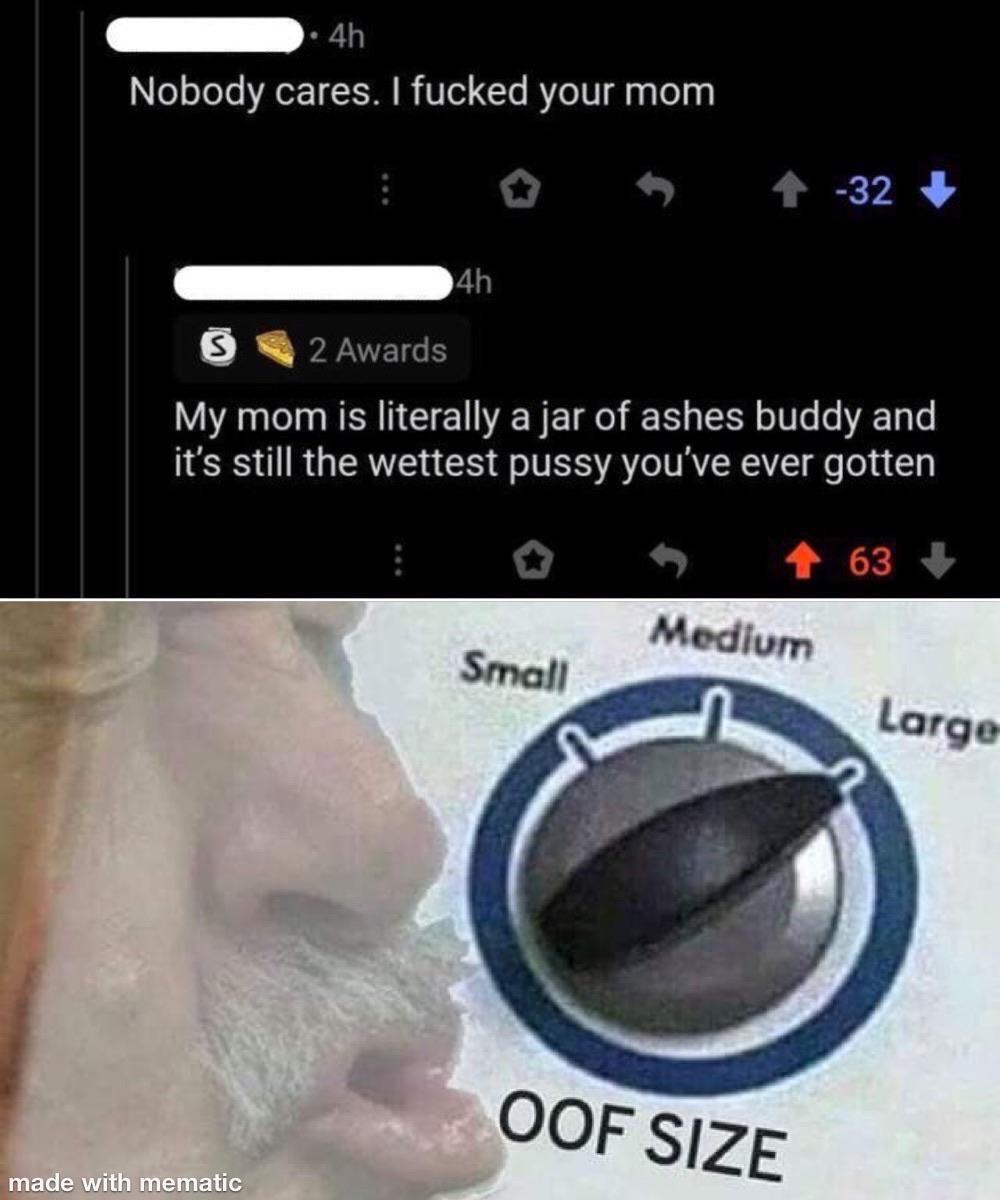 • 4h
Nobody cares. I fucked your mom
-32
4h
S 2 Awards
My mom is literally a jar of ashes buddy and
it's still the wettest pussy you've ever gotten
63
Small
Medium
Large
OOF SIZE
made with mematic